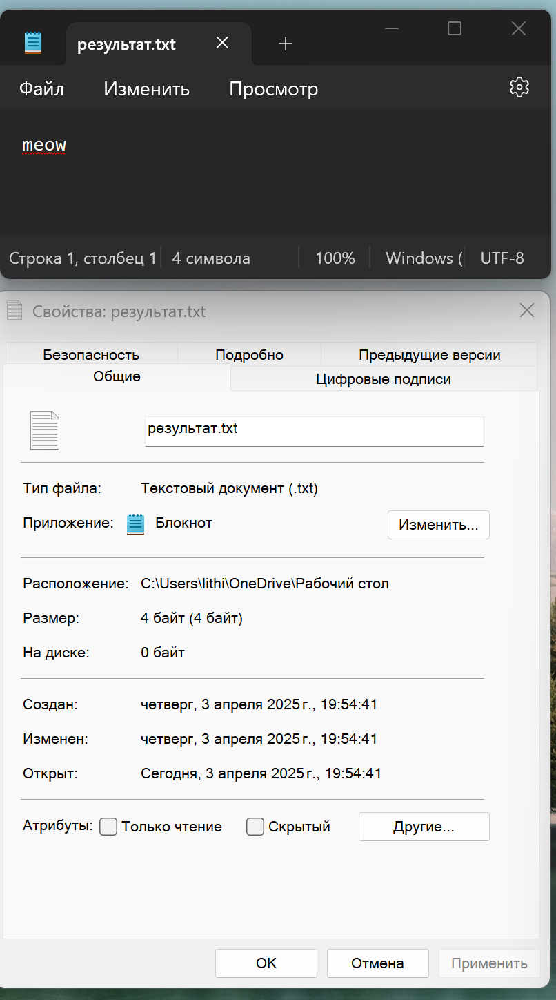 результат.txt
Файл Изменить Просмотр
meow
Строка 1, столбец 1 4 символа 100% Windows ( UTF-8
Свойства: результат.txt
Безопасность Подробно Предыдущие версии
Общие Цифровые подписи
результат.txt
Тип файла: Текстовый документ (.txt)
Приложение: Блокнот Изменить...
Расположение: C:\Users\lithi\OneDrive\Рабочий стол
Размер: 4 байт (4 байт)
На диске: 0 байт
Создан: четверг, 3 апреля 2025 г., 19:54:41
Изменен: четверг, 3 апреля 2025 г., 19:54:41
Открыт: Сегодня, 3 апреля 2025 г., 19:54:41
Атрибуты: Только чтение Скрытый Другие...
ОК Отмена Применить